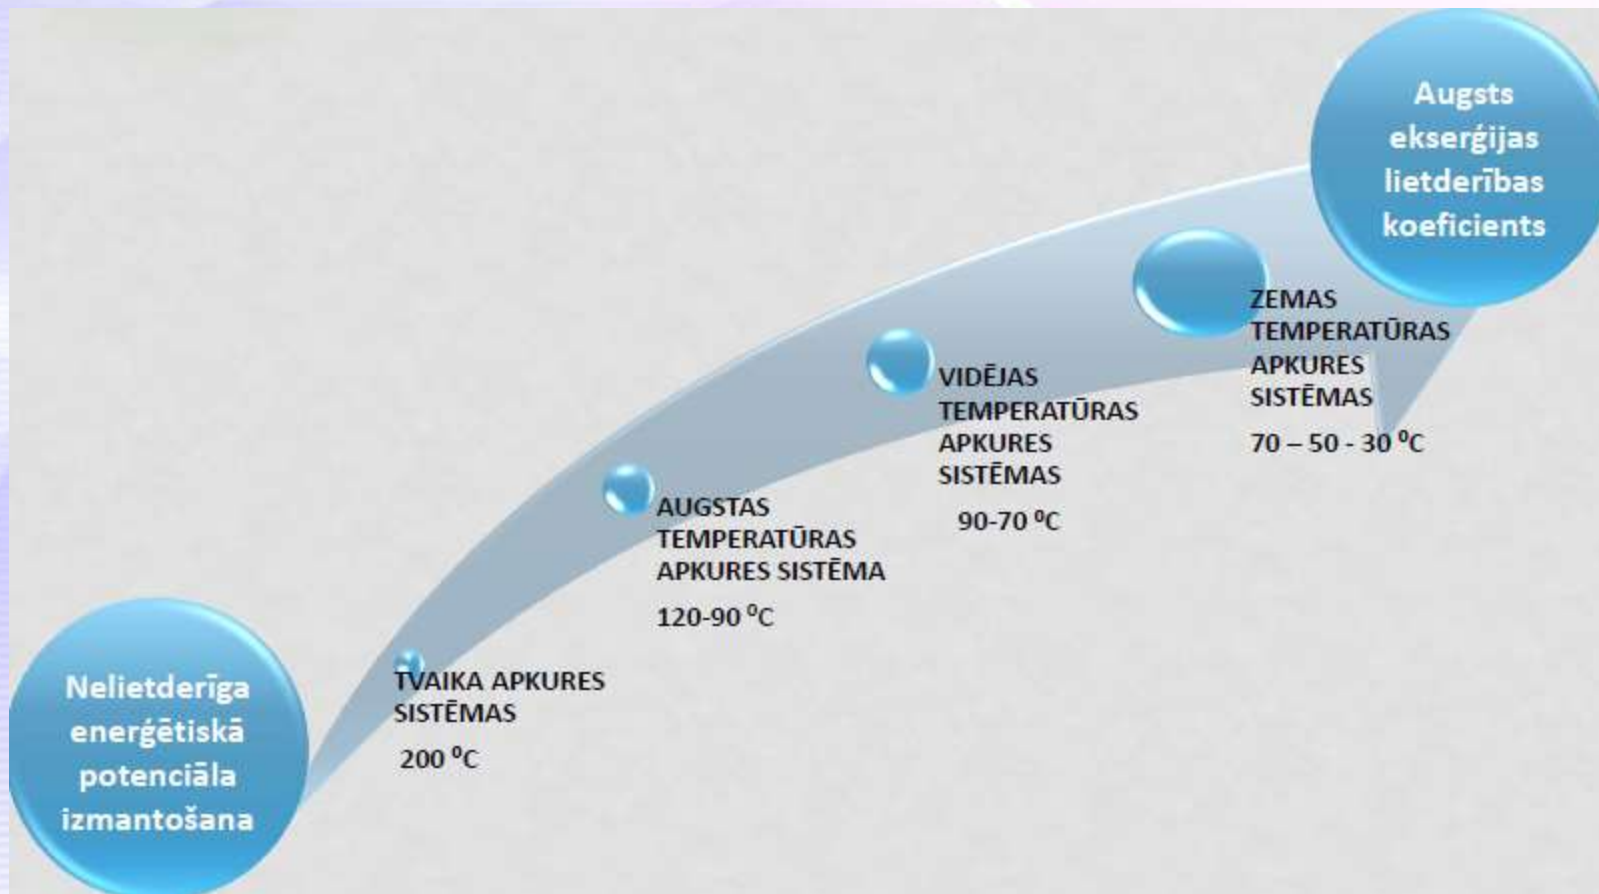 Nelietderīga
enerģētiskā
potenciāla
izmantošana
TVAIKA APKURES
SISTĒMAS
200 ⁰C
AUGSTAS
TEMPERATŪRAS
APKURES SISTĒMA
120-90 ⁰C
VIDĒJAS
TEMPERATŪRAS
APKURES
SISTĒMAS
90-70 ⁰C
ZEMAS
TEMPERATŪRAS
APKURES
SISTĒMAS
70 – 50 - 30 ⁰C
Augsts
ekserģijas
lietderības
koeficients